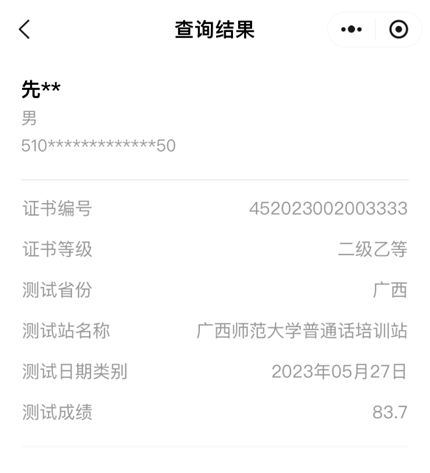 查询结果
先**
男
510*************50
证书编号 452023002003333
证书等级 二级乙等
测试省份 广西
测试站名称 广西师范大学普通话培训站
测试日期类别 2023年05月27日
测试成绩 83.7